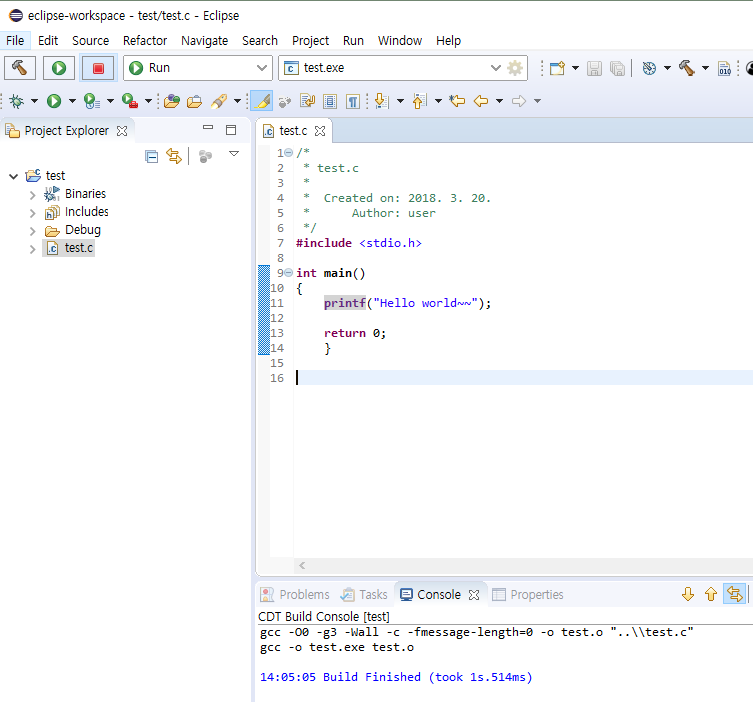 eclipse-workspace - test/test.c - Eclipse
File Edit Source Refactor Navigate Search Project Run Window Help
Run test.exe
010
Project Explorer
test
Binaries
Includes
Debug
test.c
test.c
1 /*
2  * test.c
3  *
4  *  Created on: 2018. 3. 20.
5  *      Author: user
6  */
7 #include <stdio.h>
8
9 int main()
10 {
11     printf("Hello world~~");
12
13     return 0;
14     }
15
16
Problems Tasks Console Properties
CDT Build Console [test]
gcc -O0 -g3 -Wall -c -fmessage-length=0 -o test.o "..\\test.c"
gcc -o test.exe test.o
14:05:05 Build Finished (took 1s.514ms)